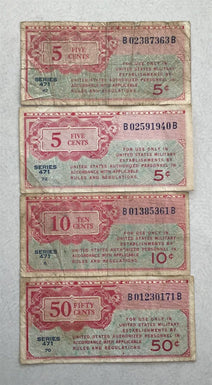 B02387363B
5 FIVE CENTS
FOR USE ONLY IN
UNITED STATES MILITARY
ESTABLISHMENTS BY
UNITED STATES AUTHORIZED PERSONNEL IN
ACCORDANCE WITH APPLICABLE
RULES AND REGULATIONS
SERIES
471
5¢
B02591940B
5 FIVE CENTS
FOR USE ONLY IN
UNITED STATES MILITARY
ESTABLISHMENTS BY
UNITED STATES AUTHORIZED PERSONNEL IN
ACCORDANCE WITH APPLICABLE
RULES AND REGULATIONS
SERIES
471
72
5¢
B01385361B
10 TEN CENTS
FOR USE ONLY IN
UNITED STATES MILITARY
ESTABLISHMENTS BY
UNITED STATES AUTHORIZED PERSONNEL IN
ACCORDANCE WITH APPLICABLE
RULES AND REGULATIONS
SERIES
471
10¢
B01230171B
50 FIFTY CENTS
FOR USE ONLY IN
UNITED STATES MILITARY
ESTABLISHMENTS BY
UNITED STATES AUTHORIZED PERSONNEL IN
ACCORDANCE WITH APPLICABLE
RULES AND REGULATIONS
SERIES
471
70
50¢